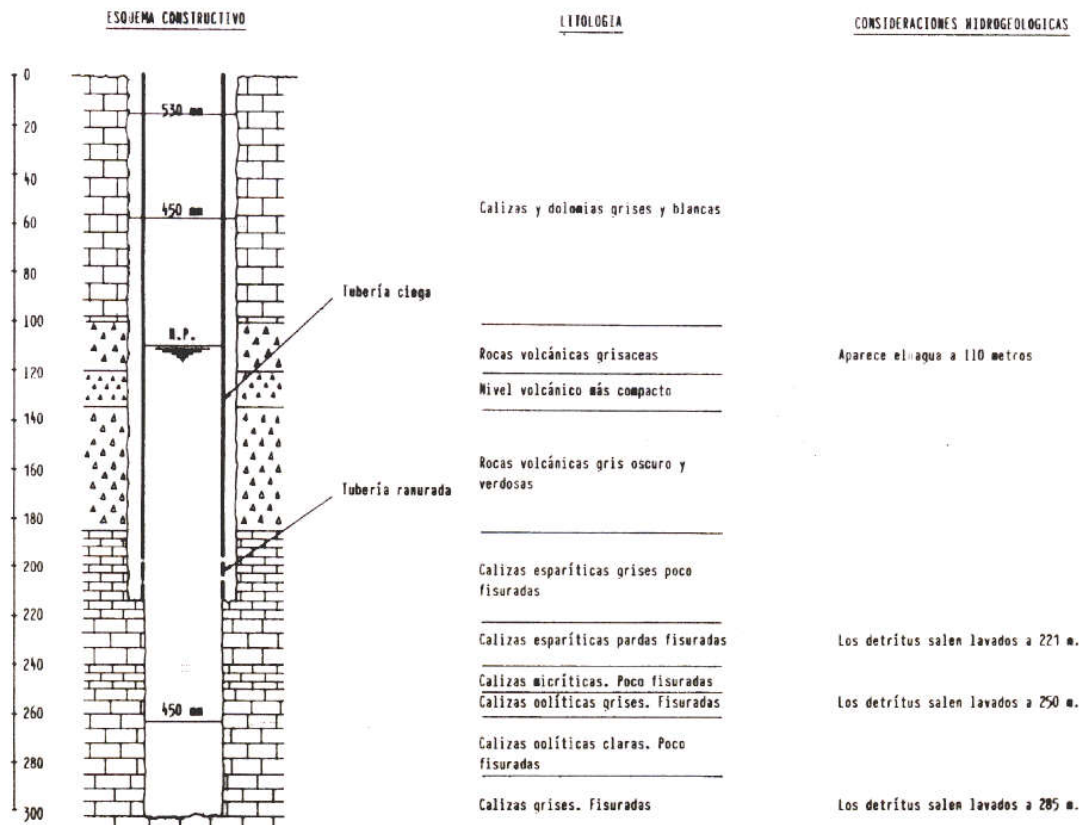 ESQUEMA CONSTRUCTIVO
LITOLOGIA
CONSIDERACIONES HIDROGEOLOGICAS
0
20
40
60
80
100
120
140
160
180
200
220
240
260
280
300
530 mm
450 mm
N.P.
450 mm
Tubería ciega
Tubería ranurada
Calizas y dolomias grises y blancas
Rocas volcánicas grisaceas
Nivel volcánico más compacto
Rocas volcánicas gris oscuro y
verdosas
Calizas esparíticas grises poco
fisuradas
Calizas esparíticas pardas fisuradas
Calizas micríticas. Poco fisuradas
Calizas oolíticas grises. Fisuradas
Calizas oolíticas claras. Poco
fisuradas
Calizas grises. Fisuradas
Aparece el agua a 110 metros
Los detrítus salen lavados a 221 m.
Los detrítus salen lavados a 250 m.
Los detrítus salen lavados a 285 m.